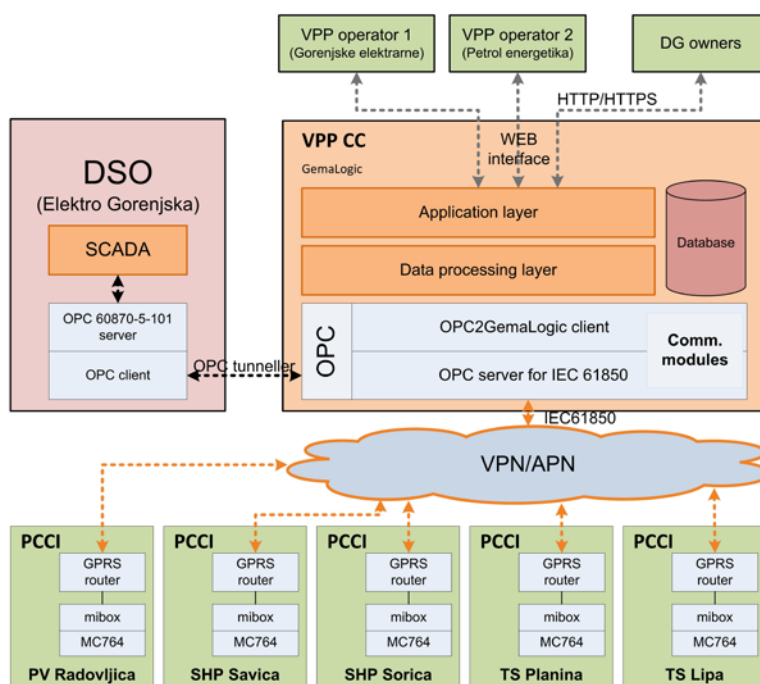 VPP operator 1
(Gorenjske elektrarne)
VPP operator 2
(Petrol energetika)
DG owners
HTTP/HTTPS
DSO
(Elektro Gorenjska)
SCADA
OPC 60870-5-101
server
OPC client
OPC tunneller
VPP CC
GemaLogic
WEB
interface
Application layer
Data processing layer
Database
OPC
OPC2GemaLogic client
OPC server for IEC 61850
Comm.
modules
IEC61850
VPN/APN
PCCI
GPRS
router
mibox
MC764
PV Radovljica
PCCI
GPRS
router
mibox
MC764
SHP Savica
PCCI
GPRS
router
mibox
MC764
SHP Sorica
PCCI
GPRS
router
mibox
MC764
TS Planina
PCCI
GPRS
router
mibox
MC764
TS Lipa